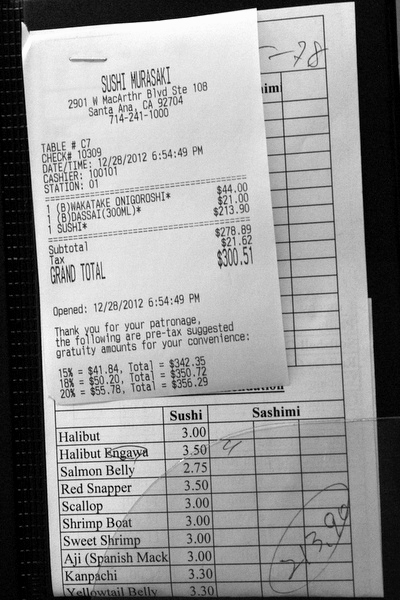 -78
SUSHI MURASAKI
2901 W MacArthr Blvd Ste 108
Santa Ana, CA 92704
714-241-1000
TABLE # C7
CHECK# 10309
DATE/TIME: 12/28/2012 6:54:49 PM
CASHIER: 100101
STATION: 01
1 (B)WAKATAKE ONIGOROSHI* $44.00
1 (B)DASSAI(300ML)* $21.00
1 SUSHI* $213.90
Subtotal $278.89
Tax $21.62
GRAND TOTAL $300.51
Opened: 12/28/2012 6:54:49 PM
Thank you for your patronage,
the following are pre-tax suggested
gratuity amounts for your convenience:
15% = $41.84, Total = $342.35
18% = $50.20, Total = $350.72
20% = $55.78, Total = $356.29
Sushi Sashimi
Halibut 3.00
Halibut Engawa 3.50 4
Salmon Belly 2.75
Red Snapper 3.50
Scallop 3.00
Shrimp Boat 3.00
Sweet Shrimp 3.00
Aji (Spanish Mack 3.00
Kanpachi 3.30
Yellowtail Belly 3.30
213.90